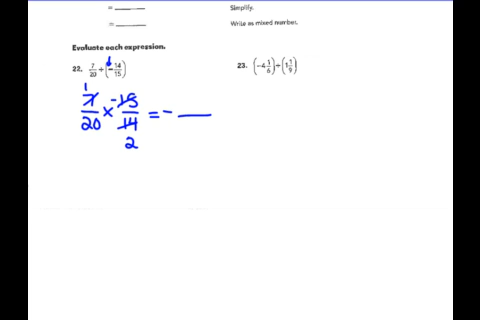 = ______ Simplify.
= ______ Write as mixed number.
Evaluate each expression.
22. 7/20 ÷ (-14/15) 23. (-4 1/6) ÷ (1 1/9)
1
7/20 × -15/14 = - ___
2